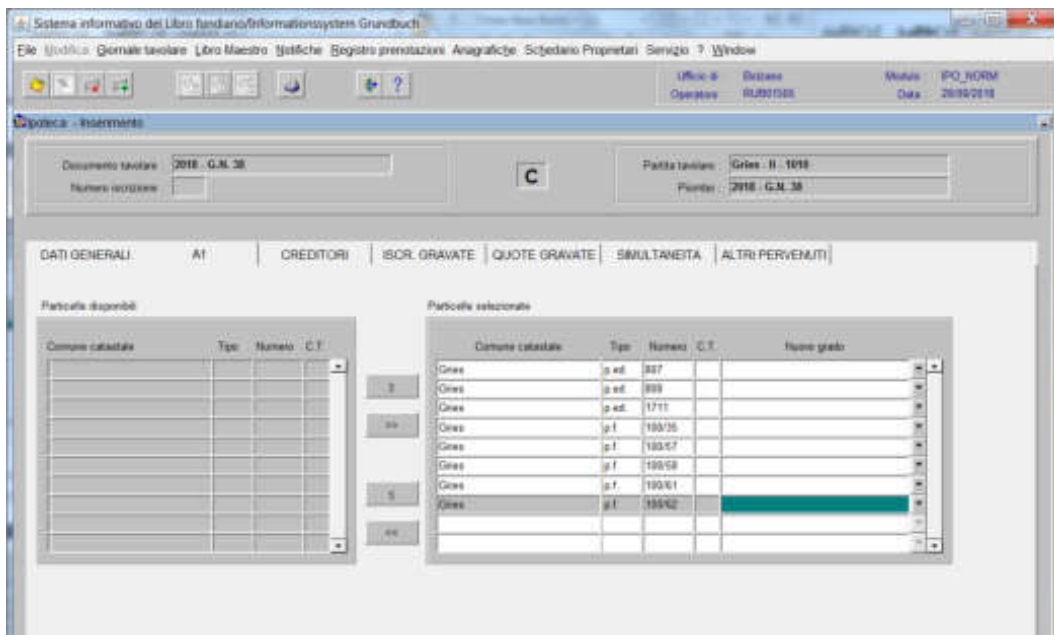 Sistema informativo del Libro fondiario/Informationssystem Grundbuch
File Modifica Giornale tavolare Libro Maestro Notifiche Registro prenotazioni Anagrafiche Schedario Proprietari Servizio ? Window
Ufficio di Bolzano Modulo IPO_NORM
Operatore Data
Ipoteca - Inserimento
Documento tavolare 2018 - G.N. 38 C Partita tavolare Gries - II - 1010
Numero iscrizione Piombo 2018 - G.N. 38
DATI GENERALI A1 CREDITORI ISCR. GRAVATE QUOTE GRAVATE SIMULTANEITA ALTRI PERVENUTI
Particelle disponibili Particelle selezionate
Comune catastale Tipo Numero C.T. Comune catastale Tipo Numero C.T. Nuovo grado
Gries p.ed. 887
Gries p.ed.
Gries p.ed. 1711
>>
Gries p.f. 100/35
Gries p.f. 100/57
Gries p.f. 100/58
Gries p.f. 100/61
Gries p.f. 100/62
<<